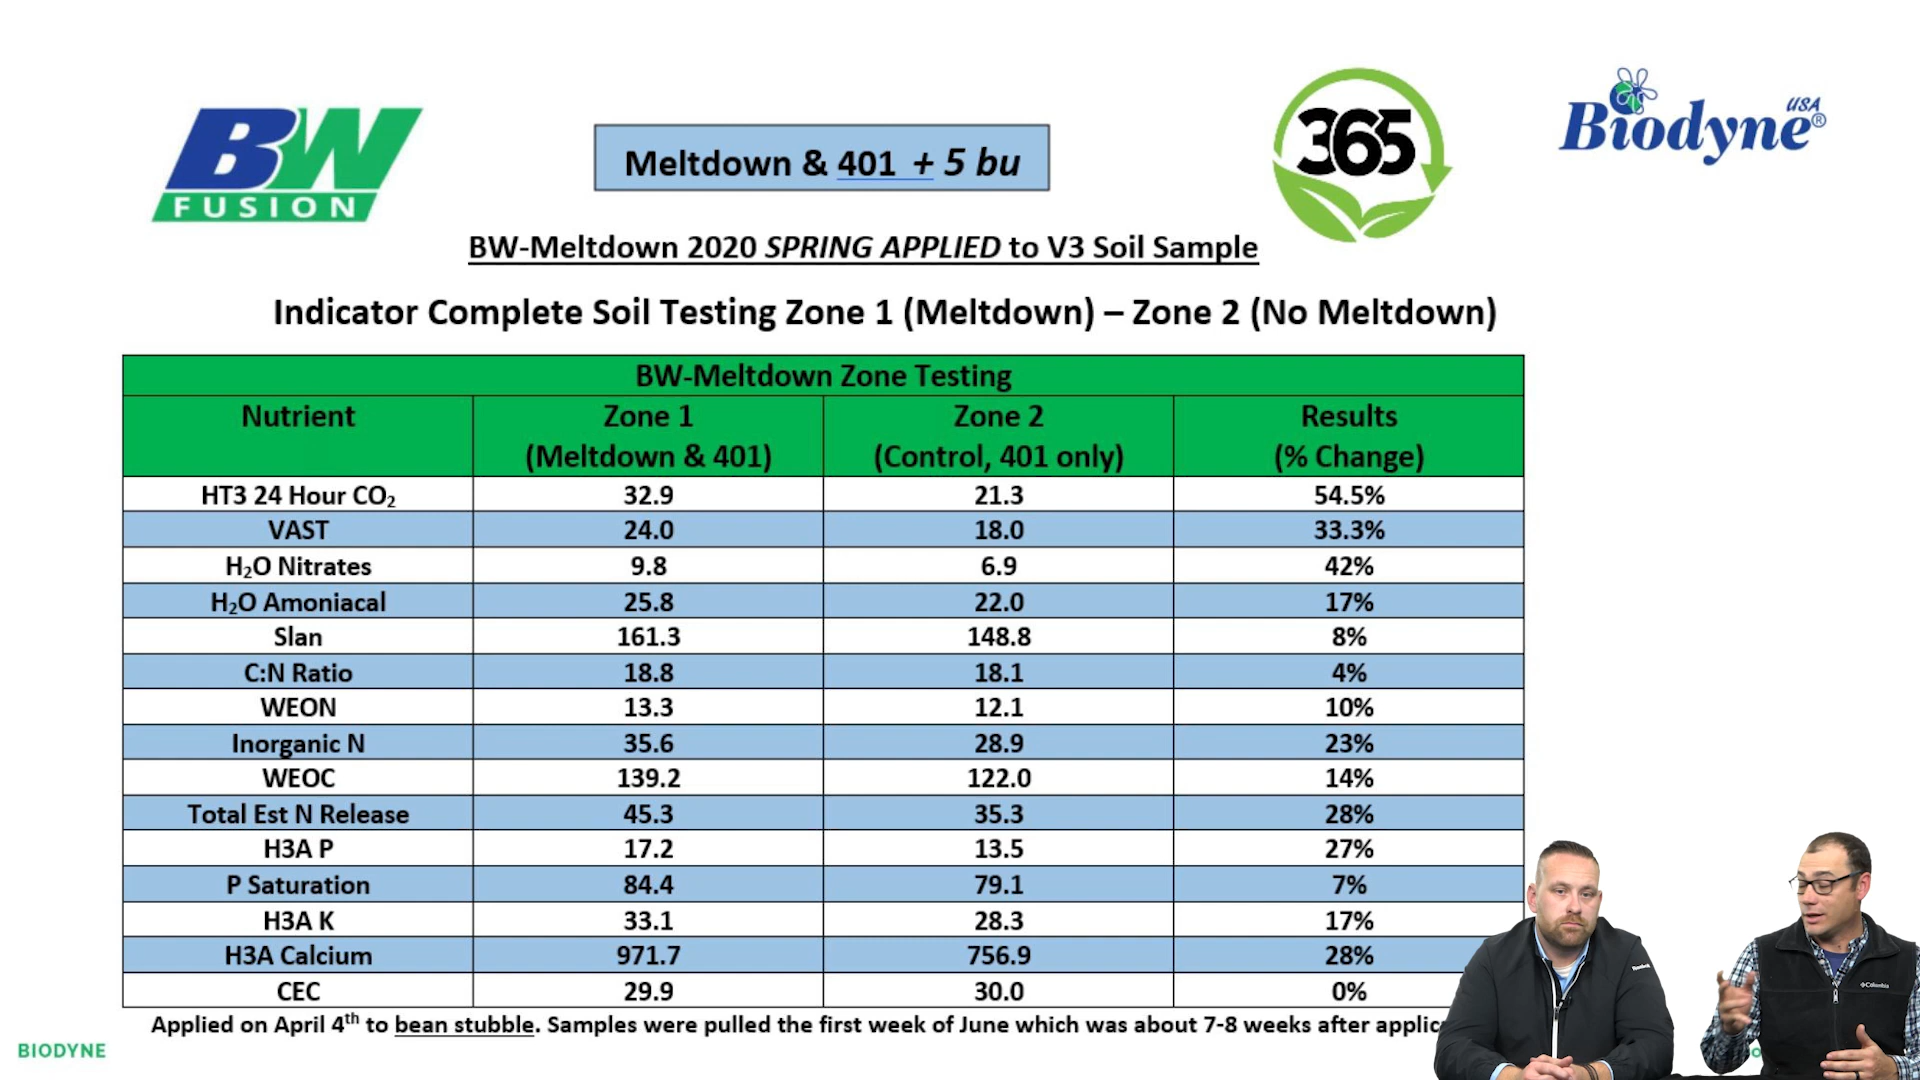 BW
FUSION
Meltdown & 401 + 5 bu
365
Biodyne® USA
BW-Meltdown 2020 SPRING APPLIED to V3 Soil Sample
Indicator Complete Soil Testing Zone 1 (Meltdown) – Zone 2 (No Meltdown)
BW-Meltdown Zone Testing
Nutrient Zone 1 Zone 2 Results
(Meltdown & 401) (Control, 401 only) (% Change)
HT3 24 Hour CO₂ 32.9 21.3 54.5%
VAST 24.0 18.0 33.3%
H₂O Nitrates 9.8 6.9 42%
H₂O Amoniacal 25.8 22.0 17%
Slan 161.3 148.8 8%
C:N Ratio 18.8 18.1 4%
WEON 13.3 12.1 10%
Inorganic N 35.6 28.9 23%
WEOC 139.2 122.0 14%
Total Est N Release 45.3 35.3 28%
H3A P 17.2 13.5 27%
P Saturation 84.4 79.1 7%
H3A K 33.1 28.3 17%
H3A Calcium 971.7 756.9 28%
CEC 29.9 30.0 0%
Applied on April 4th to bean stubble. Samples were pulled the first week of June which was about 7-8 weeks after applic
BIODYNE
Reebok
Columbia